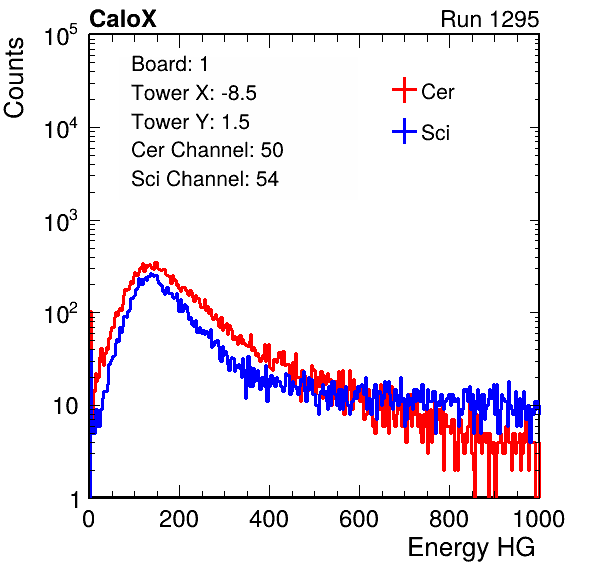 CaloX Run 1295
Counts
Board: 1
Tower X: -8.5
Tower Y: 1.5
Cer Channel: 50
Sci Channel: 54
Cer
Sci
10^5
10^4
10^3
10^2
10
1
0 200 400 600 800 1000
Energy HG